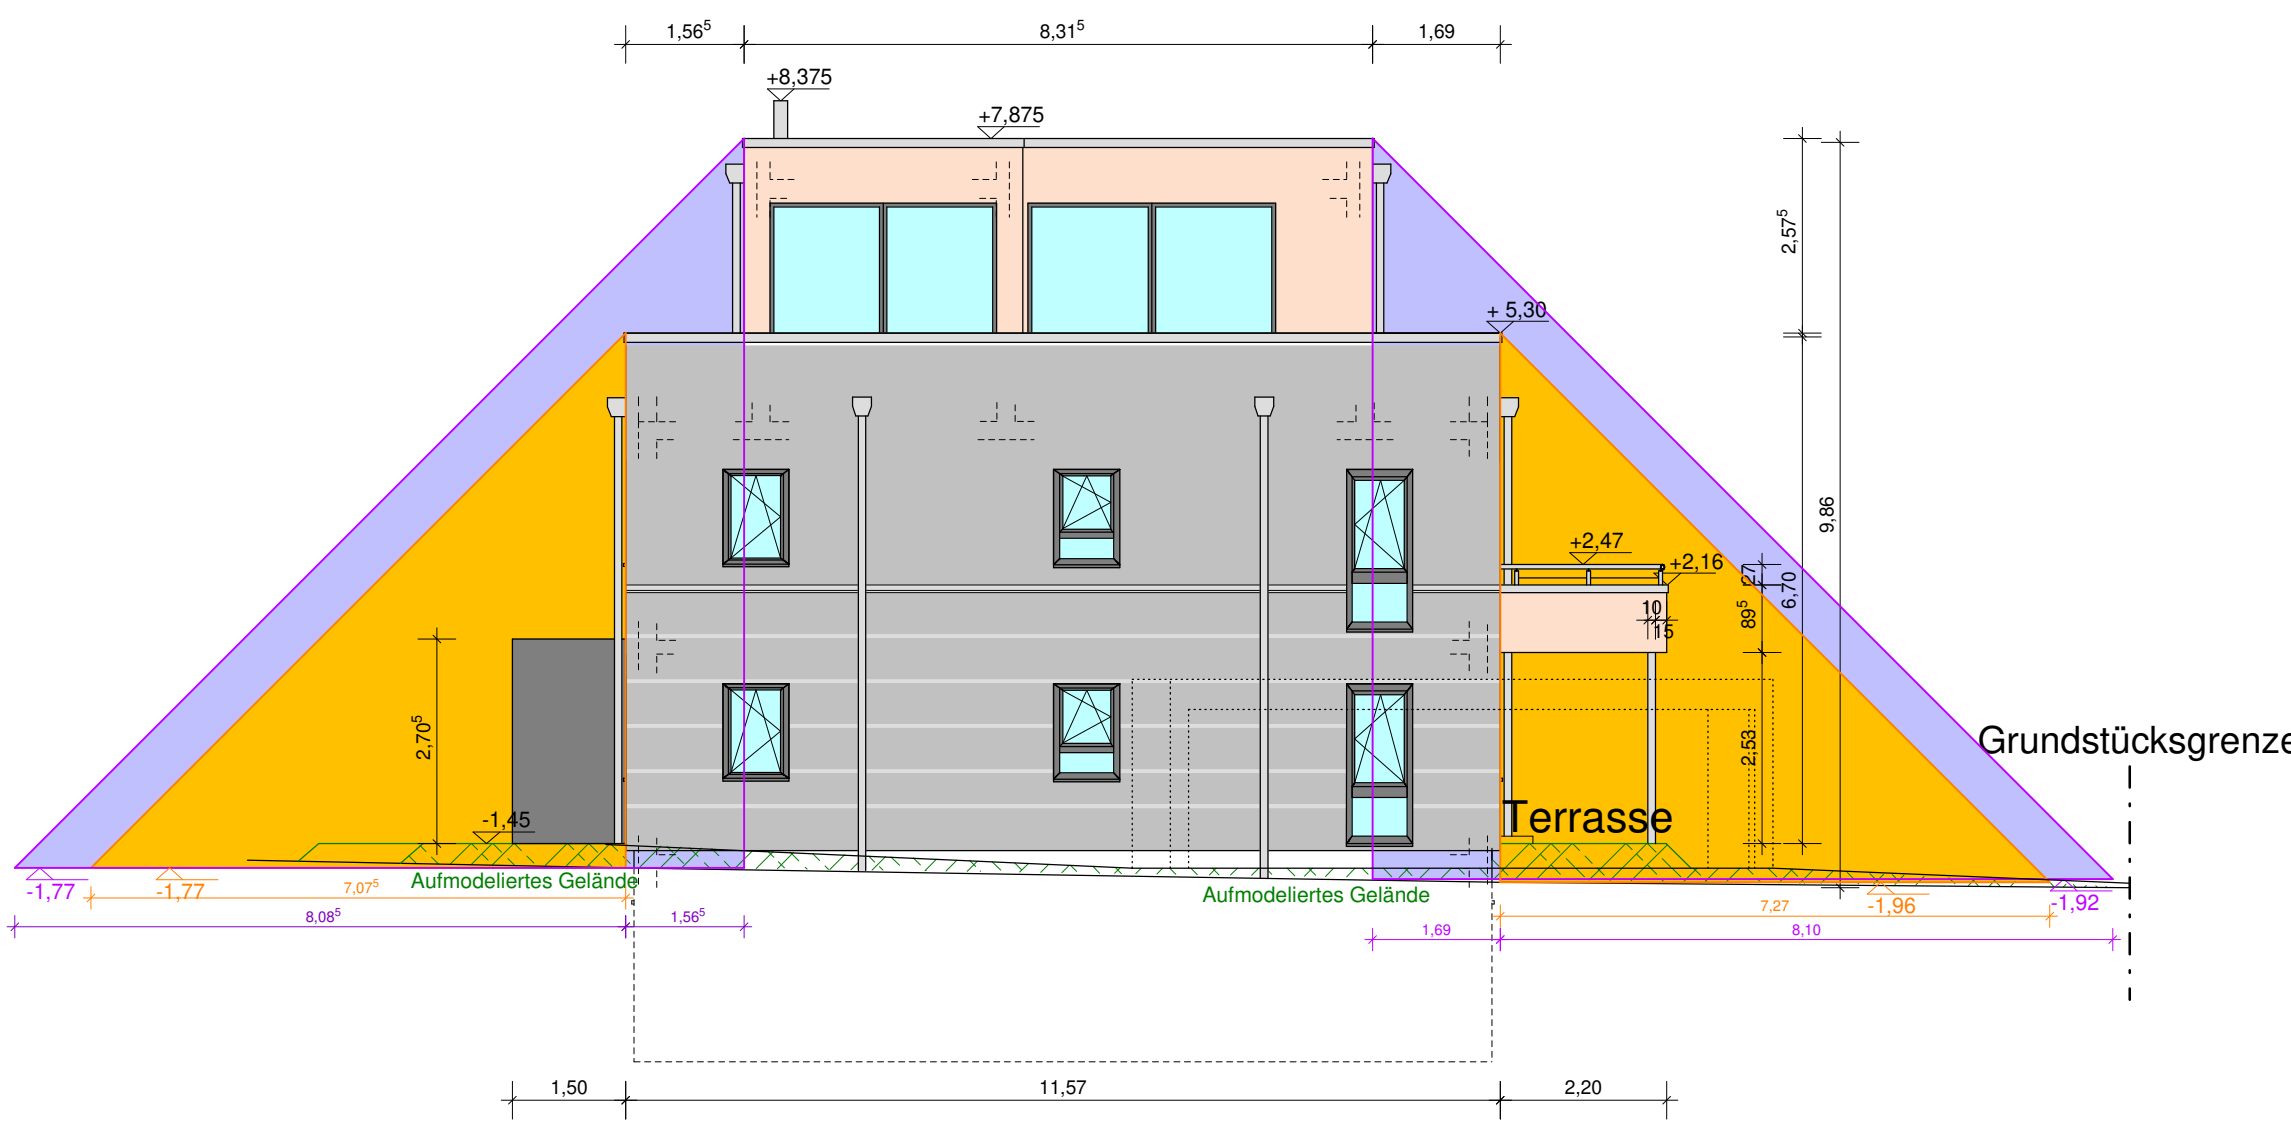 1,56⁵ 8,31⁵ 1,69
+8,375
+7,875
2,57⁵
+ 5,30
9,86
+2,47
+2,16
27
6,70
10
89⁵
15
2,70⁵
2,53
Grundstücksgrenze
-1,45
Terrasse
Aufmodeliertes Gelände
-1,77 -1,77 7,07⁵
Aufmodeliertes Gelände
7,27 -1,96 -1,92
8,08⁵ 1,56⁵
1,69 8,10
1,50 11,57 2,20